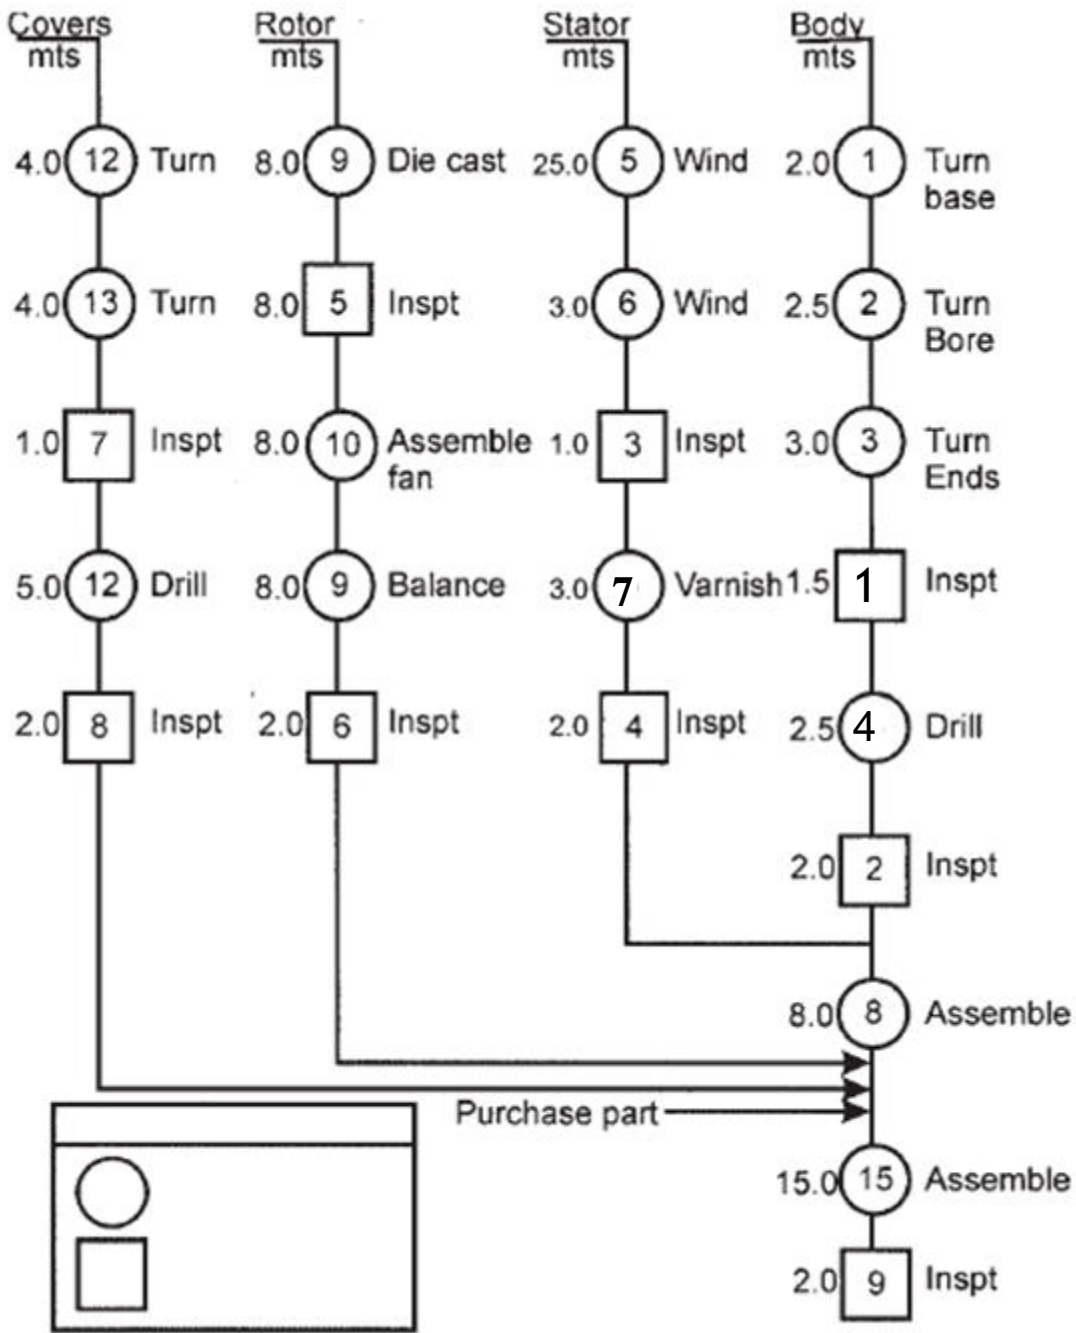 Covers Rotor Stator Body
mts mts mts mts
4.0 12 Turn 8.0 9 Die cast 25.0 5 Wind 2.0 1 Turn
base
4.0 13 Turn 8.0 5 Inspt 3.0 6 Wind 2.5 2 Turn
Bore
1.0 7 Inspt 8.0 10 Assemble 1.0 3 Inspt 3.0 3 Turn
fan Ends
5.0 12 Drill 8.0 9 Balance 3.0 7 Varnish 1.5 1 Inspt
2.0 8 Inspt 2.0 6 Inspt 2.0 4 Inspt 2.5 4 Drill
2.0 2 Inspt
8.0 8 Assemble
Purchase part
15.0 15 Assemble
2.0 9 Inspt